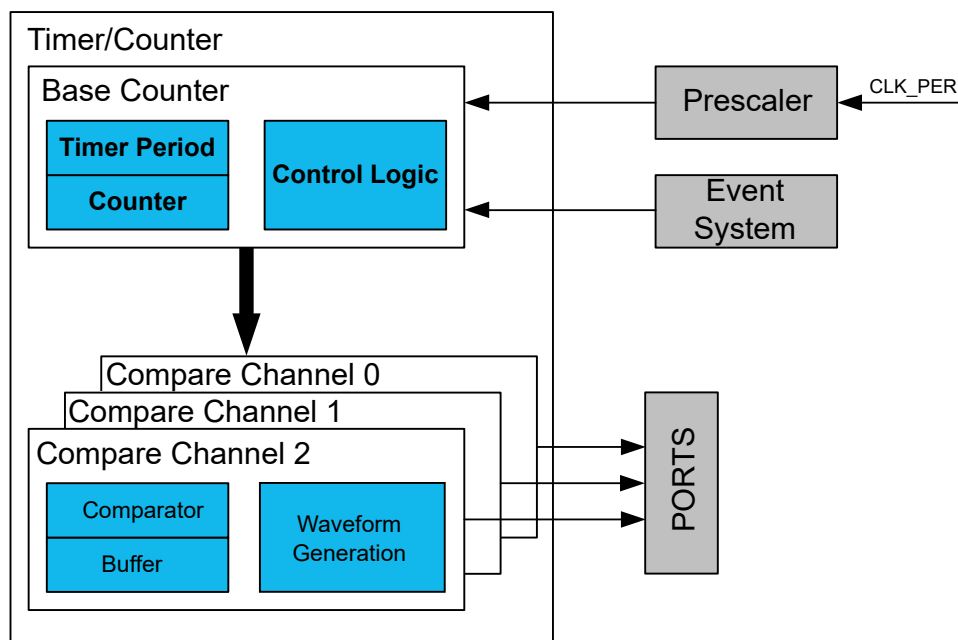 Timer/Counter
Base Counter
Timer Period
Counter
Control Logic
Prescaler
CLK_PER
Event
System
Compare Channel 0
Compare Channel 1
Compare Channel 2
Comparator
Buffer
Waveform
Generation
PORTS